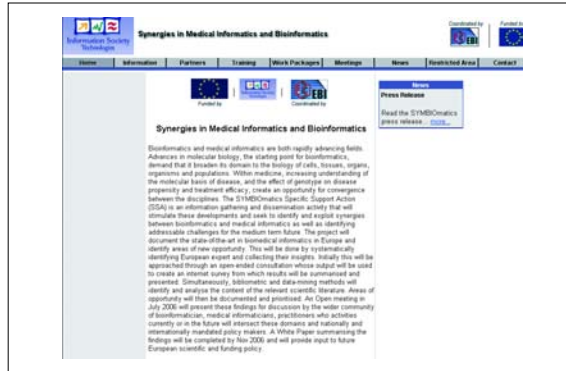 Information Society
Technologies
Synergies in Medical Informatics and Bioinformatics
Coordinated by
Funded by
EBI
Home Information Partners Training Work Packages Meetings News Restricted Area Contact
Funded by
Coordinated by
EBI
News
Press Release
Read the SYMBIOmatics
press release... more...
Synergies in Medical Informatics and Bioinformatics
Bioinformatics and medical informatics are both rapidly advancing fields.
Advances in molecular biology, the starting point for bioinformatics,
demand that it broaden its domain to the biology of cells, tissues, organs,
organisms and populations. Within medicine, increasing understanding of
the molecular basis of disease, and the effect of genotype on disease
propensity and treatment efficacy, create an opportunity for convergence
between the disciplines. The SYMBIOmatics Specific Support Action
(SSA) is an information gathering and dissemination activity that will
stimulate these developments and seek to identify and exploit synergies
between bioinformatics and medical informatics as well as identifying
addressable challenges for the medium term future. The project will
document the state-of-the-art in biomedical informatics in Europe and
identify areas of new opportunity. This will be done by systematically
identifying European expert and collecting their insights. Initially this will be
approached through an open-ended consultation whose output will be used
to create an internet survey from which results will be summarised and
presented. Simultaneously, bibliometric and data-mining methods will
identify and analyse the content of the relevant scientific literature. Areas of
opportunity will then be documented and prioritised. An Open meeting in
July 2006 will present these findings for discussion by the wider community
of bioinformatician, medical informaticians, practitioners who activities
currently or in the future will intersect these domains and nationally and
internationally mandated policy makers. A White Paper summarising the
findings will be completed by Nov 2006 and will provide input to future
European scientific and funding policy.